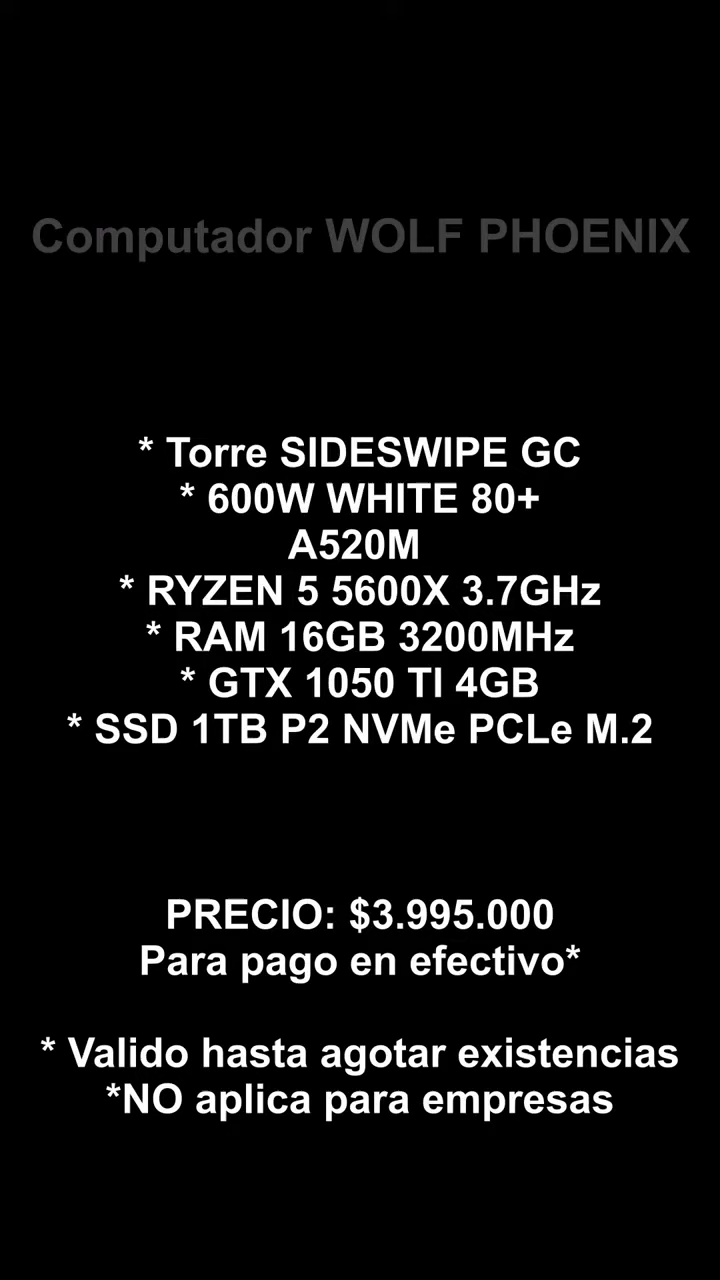 Computador WOLF PHOENIX
* Torre SIDESWIPE GC
* 600W WHITE 80+
A520M
* RYZEN 5 5600X 3.7GHz
* RAM 16GB 3200MHz
* GTX 1050 TI 4GB
* SSD 1TB P2 NVMe PCLe M.2
PRECIO: $3.995.000
Para pago en efectivo*
* Valido hasta agotar existencias
*NO aplica para empresas